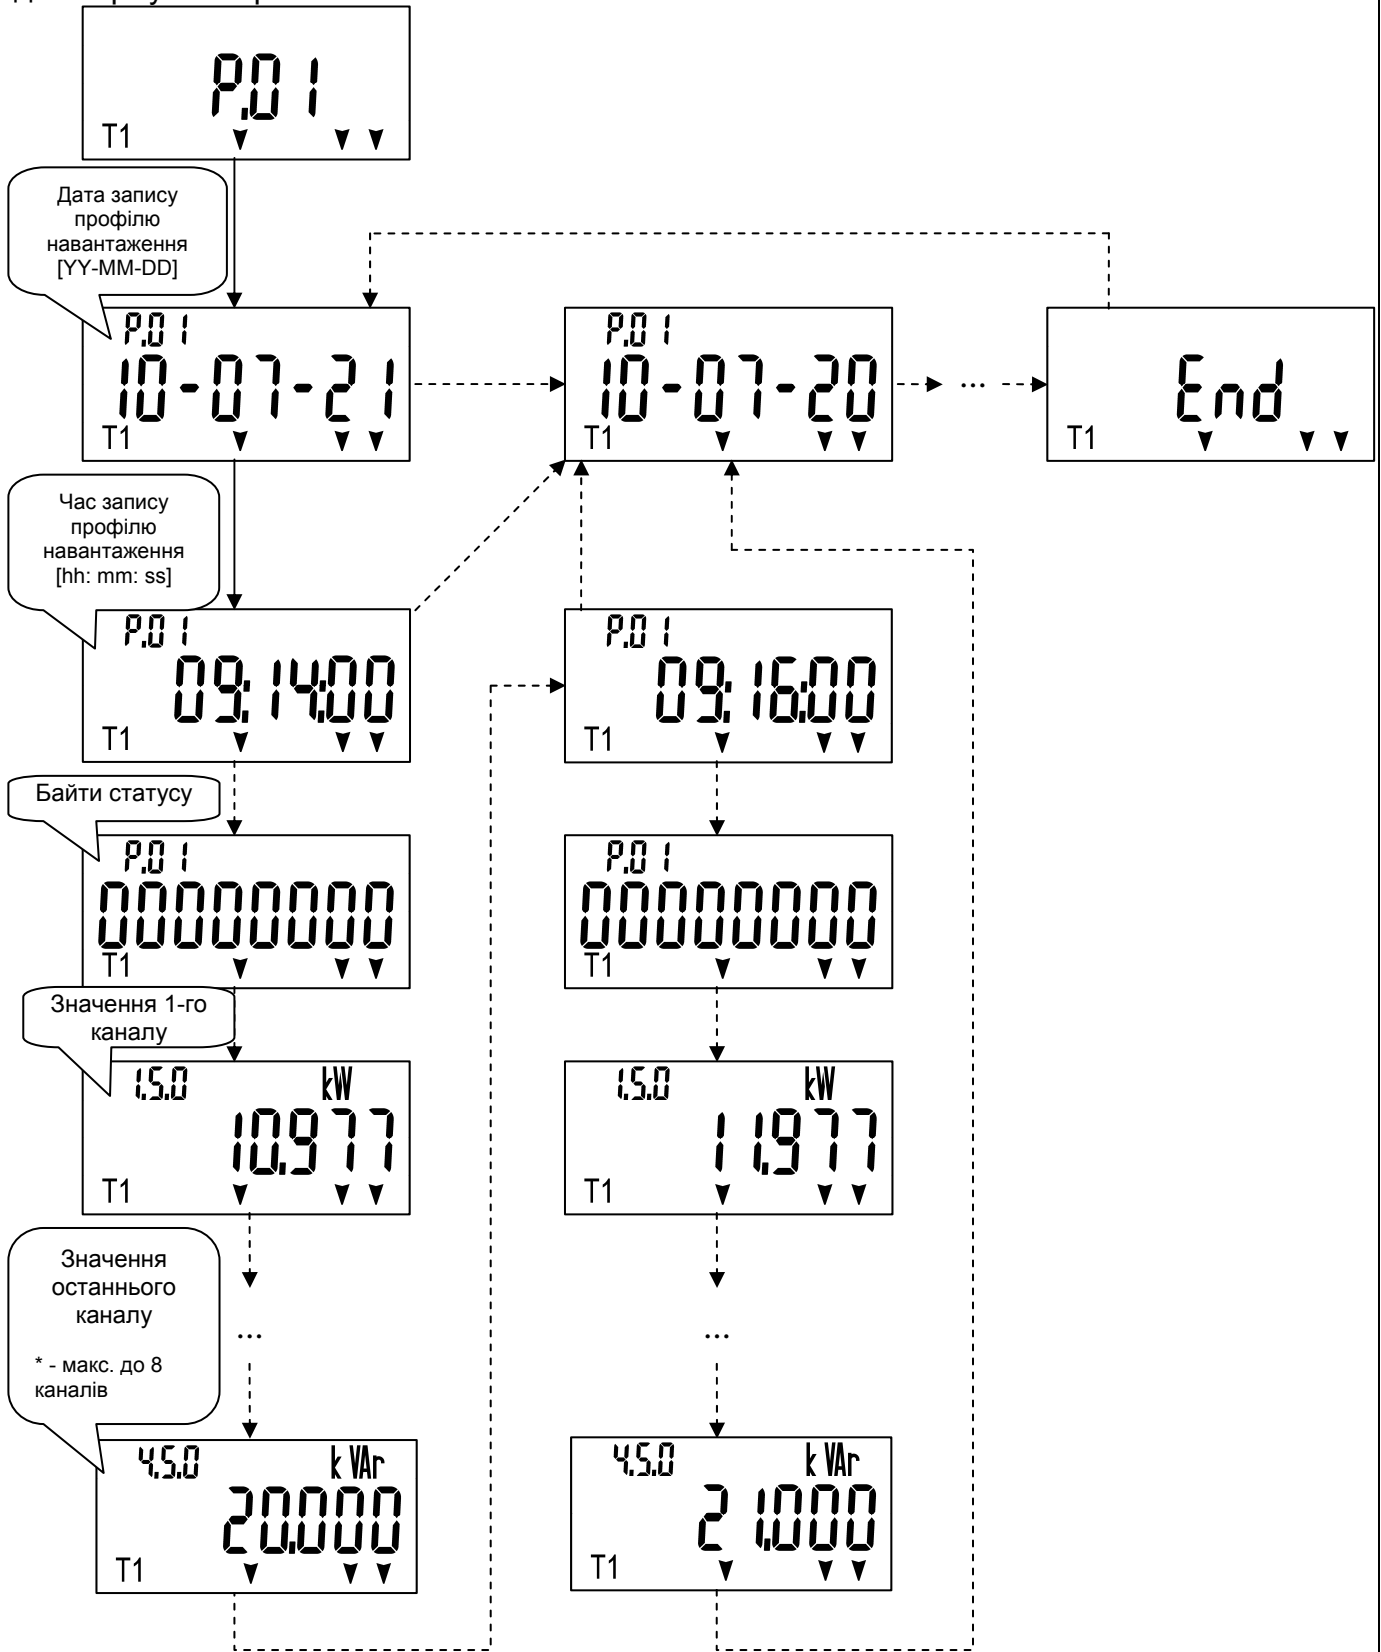 P.01
T1
Дата запису
профілю
навантаження
[YY-MM-DD]
P.01
10-07-21
T1
P.01
10-07-20
T1
...
End
T1
Час запису
профілю
навантаження
[hh: mm: ss]
P.01
09:14:00
T1
P.01
09:16:00
T1
Байти статусу
P.01
00000000
T1
P.01
00000000
T1
Значення 1-го
каналу
1.5.0 kW
10.977
T1
1.5.0 kW
11.977
T1
Значення
останнього
каналу
* - макс. до 8
каналів
...
...
4.5.0 k VAr
20.000
T1
4.5.0 k VAr
21.000
T1